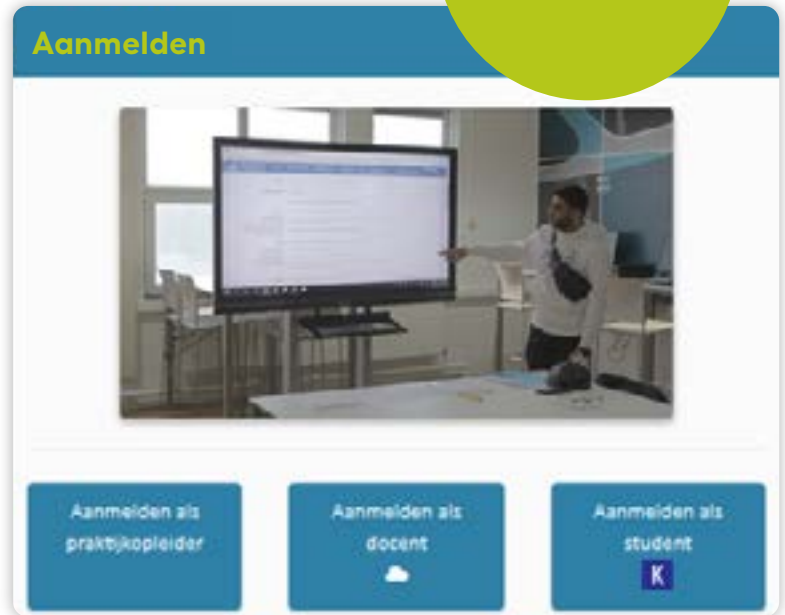 Aanmelden
Aanmelden als
praktijkopleider
Aanmelden als
docent
Aanmelden als
student
K